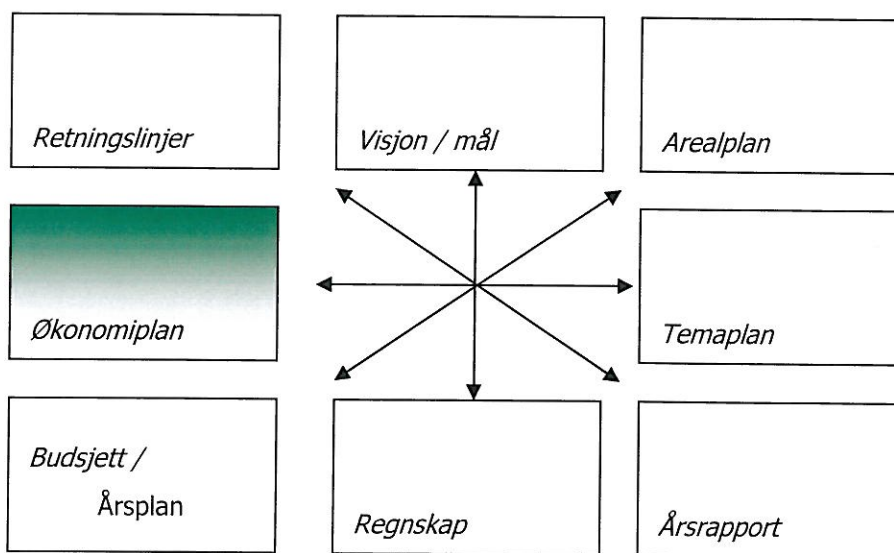 Retningslinjer
Visjon / mål
Arealplan
Økonomiplan
Temaplan
Budsjett /
Årsplan
Regnskap
Årsrapport